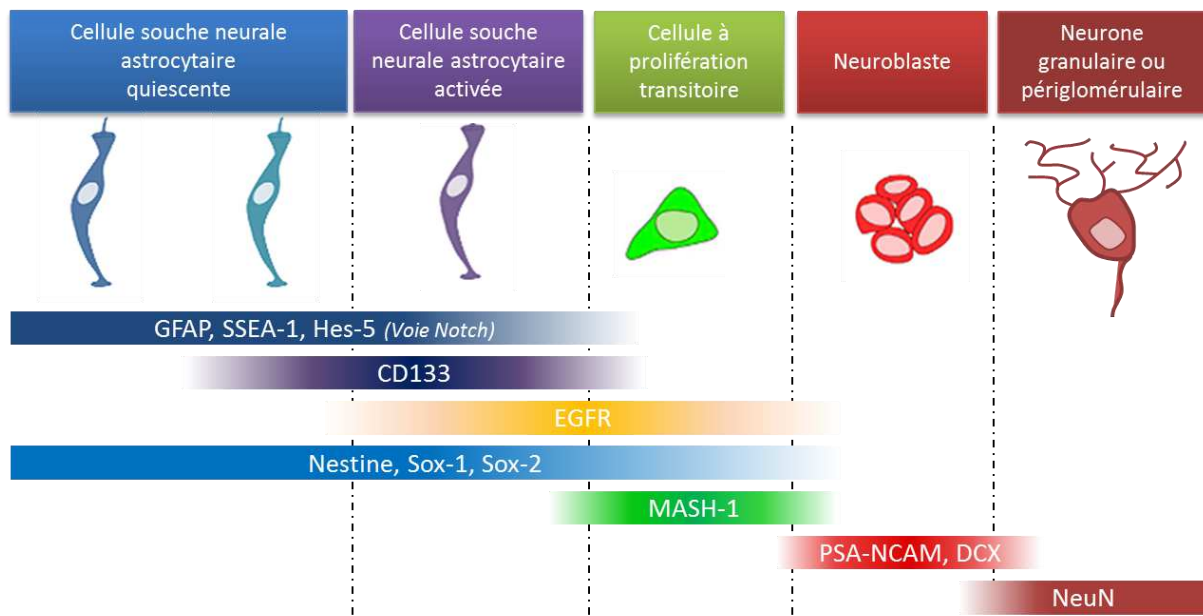 Cellule souche neurale
astrocytaire
quiescente
Cellule souche
neurale astrocytaire
activée
Cellule à
prolifération
transitoire
Neuroblaste
Neurone
granulaire ou
périglomérulaire
GFAP, SSEA-1, Hes-5 (Voie Notch)
CD133
EGFR
Nestine, Sox-1, Sox-2
MASH-1
PSA-NCAM, DCX
NeuN